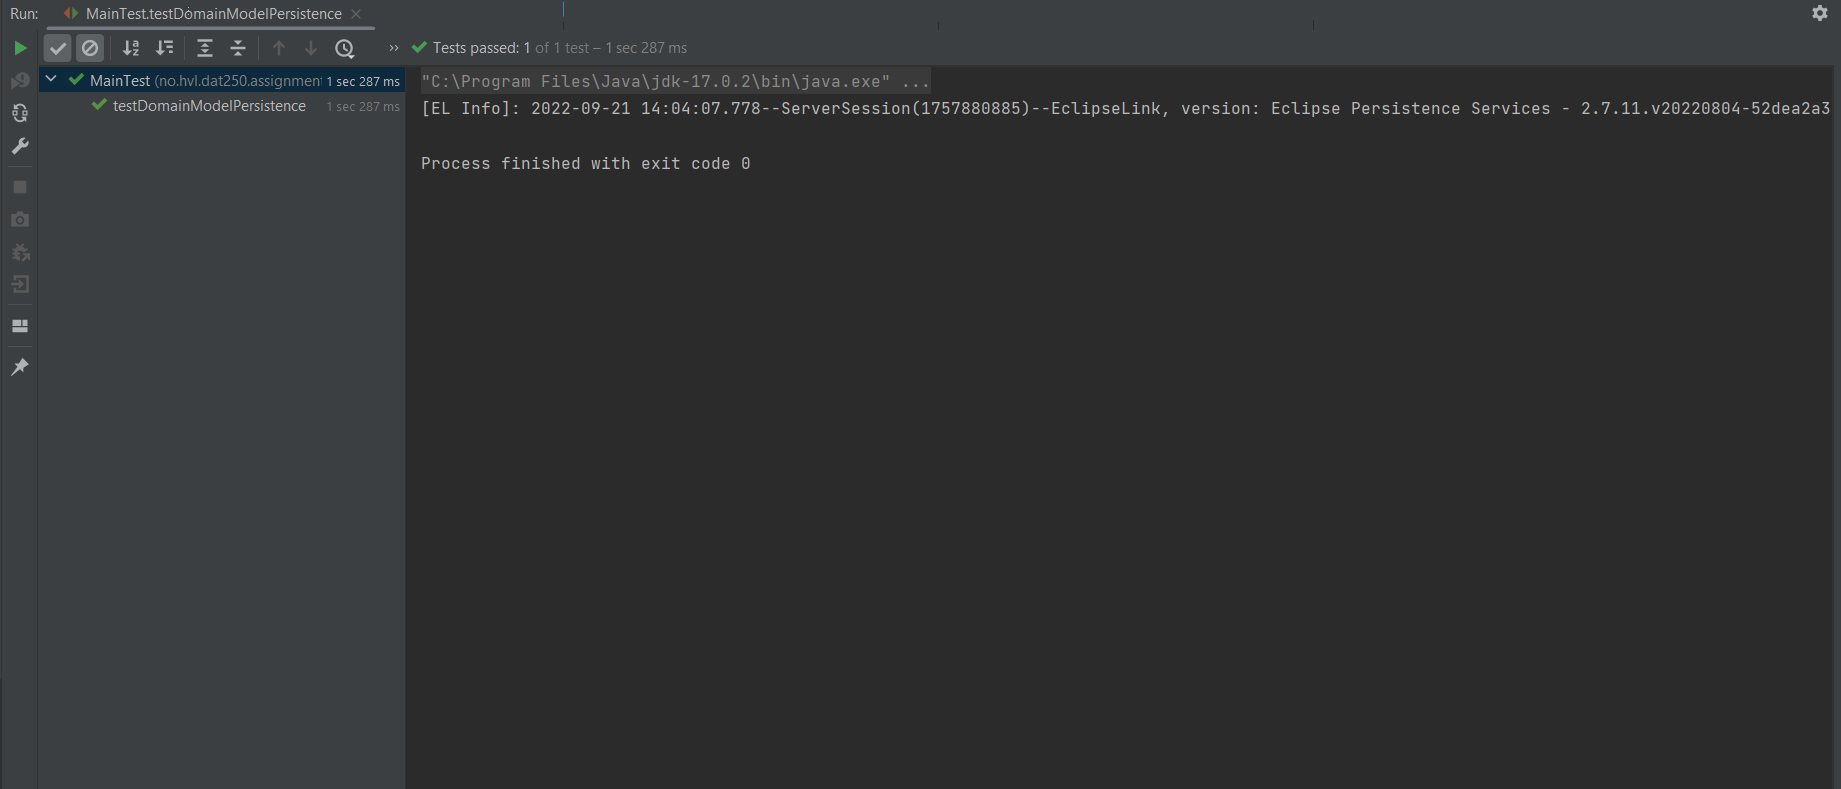 Run: MainTest.testDomainModelPersistence
Tests passed: 1 of 1 test – 1 sec 287 ms
MainTest (no.hvl.dat250.assignment 1 sec 287 ms
testDomainModelPersistence 1 sec 287 ms
"C:\Program Files\Java\jdk-17.0.2\bin\java.exe" ...
[EL Info]: 2022-09-21 14:04:07.778--ServerSession(1757880885)--EclipseLink, version: Eclipse Persistence Services - 2.7.11.v20220804-52dea2a3
Process finished with exit code 0